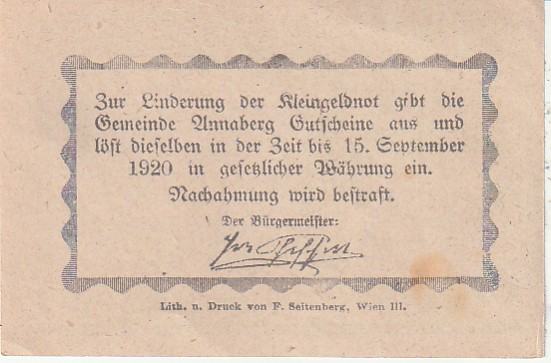 Zur Linderung der Kleingeldnot gibt die
Gemeinde Annaberg Gutscheine aus und
löst dieselben in der Zeit bis 15. September
1920 in gesetzlicher Währung ein.
Nachahmung wird bestraft.
Der Bürgermeister:
Lith. u. Druck von F. Seitenberg, Wien III.